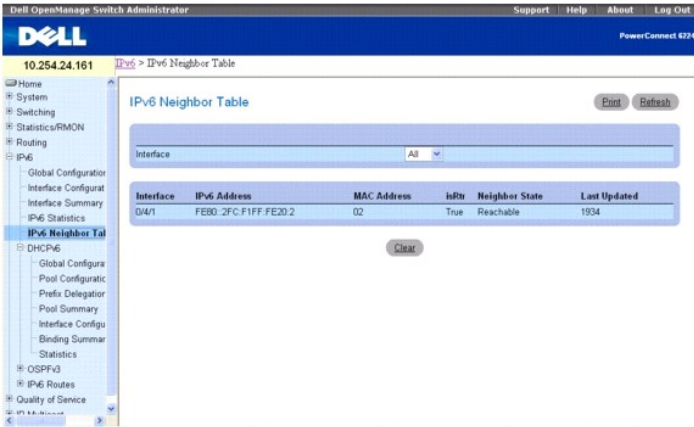 Dell OpenManage Switch Administrator
Support Help About Log Out
DELL
PowerConnect 6224
10.254.24.161
IPv6 > IPv6 Neighbor Table
Home
System
Switching
Statistics/RMON
Routing
IPv6
Global Configuration
Interface Configurat
Interface Summary
IPv6 Statistics
IPv6 Neighbor Tal
DHCPv6
Global Configura
Pool Configuratic
Prefix Delegation
Pool Summary
Interface Configu
Binding Summar
Statistics
OSPFv3
IPv6 Routes
Quality of Service
IP Multicast
IPv6 Neighbor Table
Print Refresh
Interface All
Interface IPv6 Address MAC Address isRtr Neighbor State Last Updated
0/4/1 FE80::2FC:F1FF:FE20:2 02 True Reachable 1934
Clear